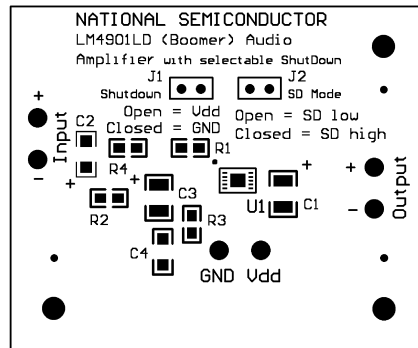 NATIONAL SEMICONDUCTOR
LM4901LD (Boomer) Audio
Amplifier with selectable ShutDown
J1
J2
Shutdown
SD Mode
Open = Vdd
Closed = GND
Open = SD low
Closed = SD high
+
Input
-
C2
+
R4
R1
R2
+
C3
R3
C4
U1
+
C1
+
-
Output
GND Vdd